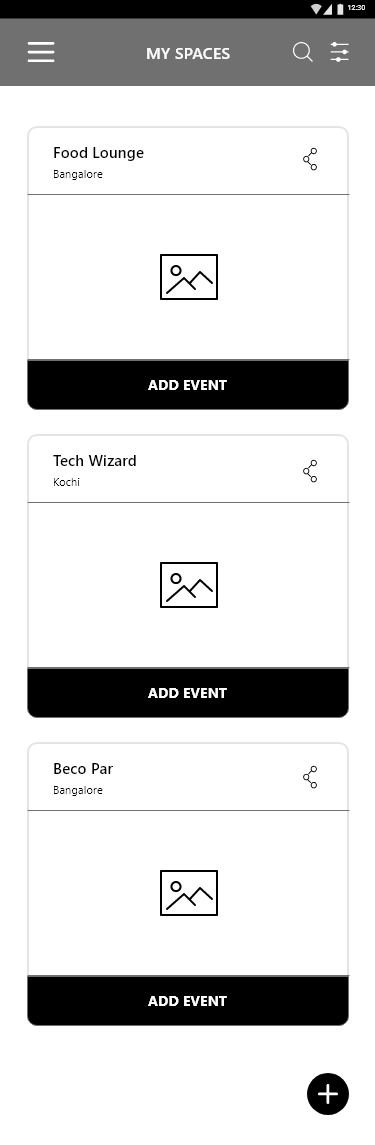 12:30
MY SPACES
Food Lounge
Bangalore
ADD EVENT
Tech Wizard
Kochi
ADD EVENT
Beco Par
Bangalore
ADD EVENT